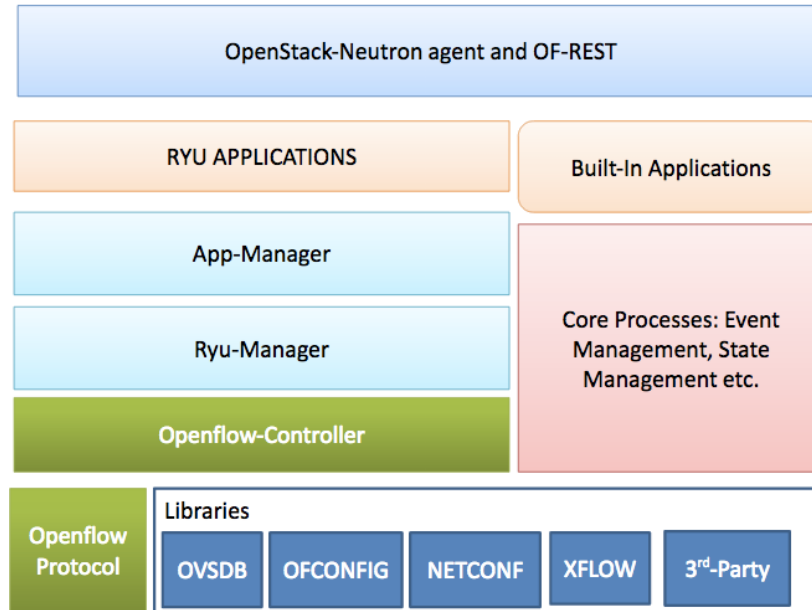 OpenStack-Neutron agent and OF-REST
RYU APPLICATIONS
Built-In Applications
App-Manager
Ryu-Manager
Core Processes: Event
Management, State
Management etc.
Openflow-Controller
Openflow
Protocol
Libraries
OVSDB
OFCONFIG
NETCONF
XFLOW
3rd-Party